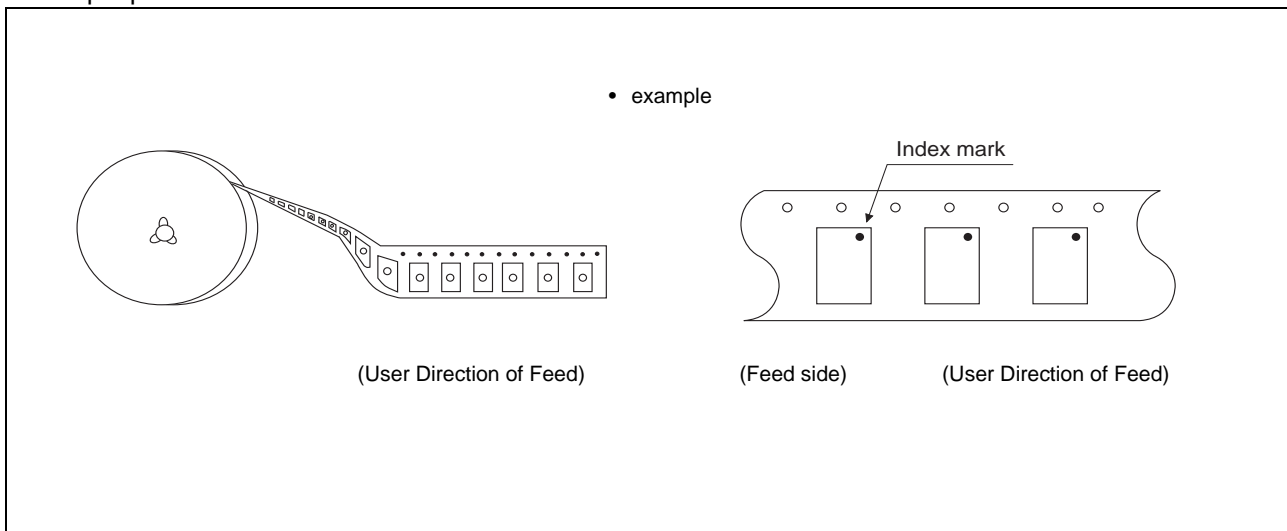 • example
Index mark
(User Direction of Feed)
(Feed side)
(User Direction of Feed)